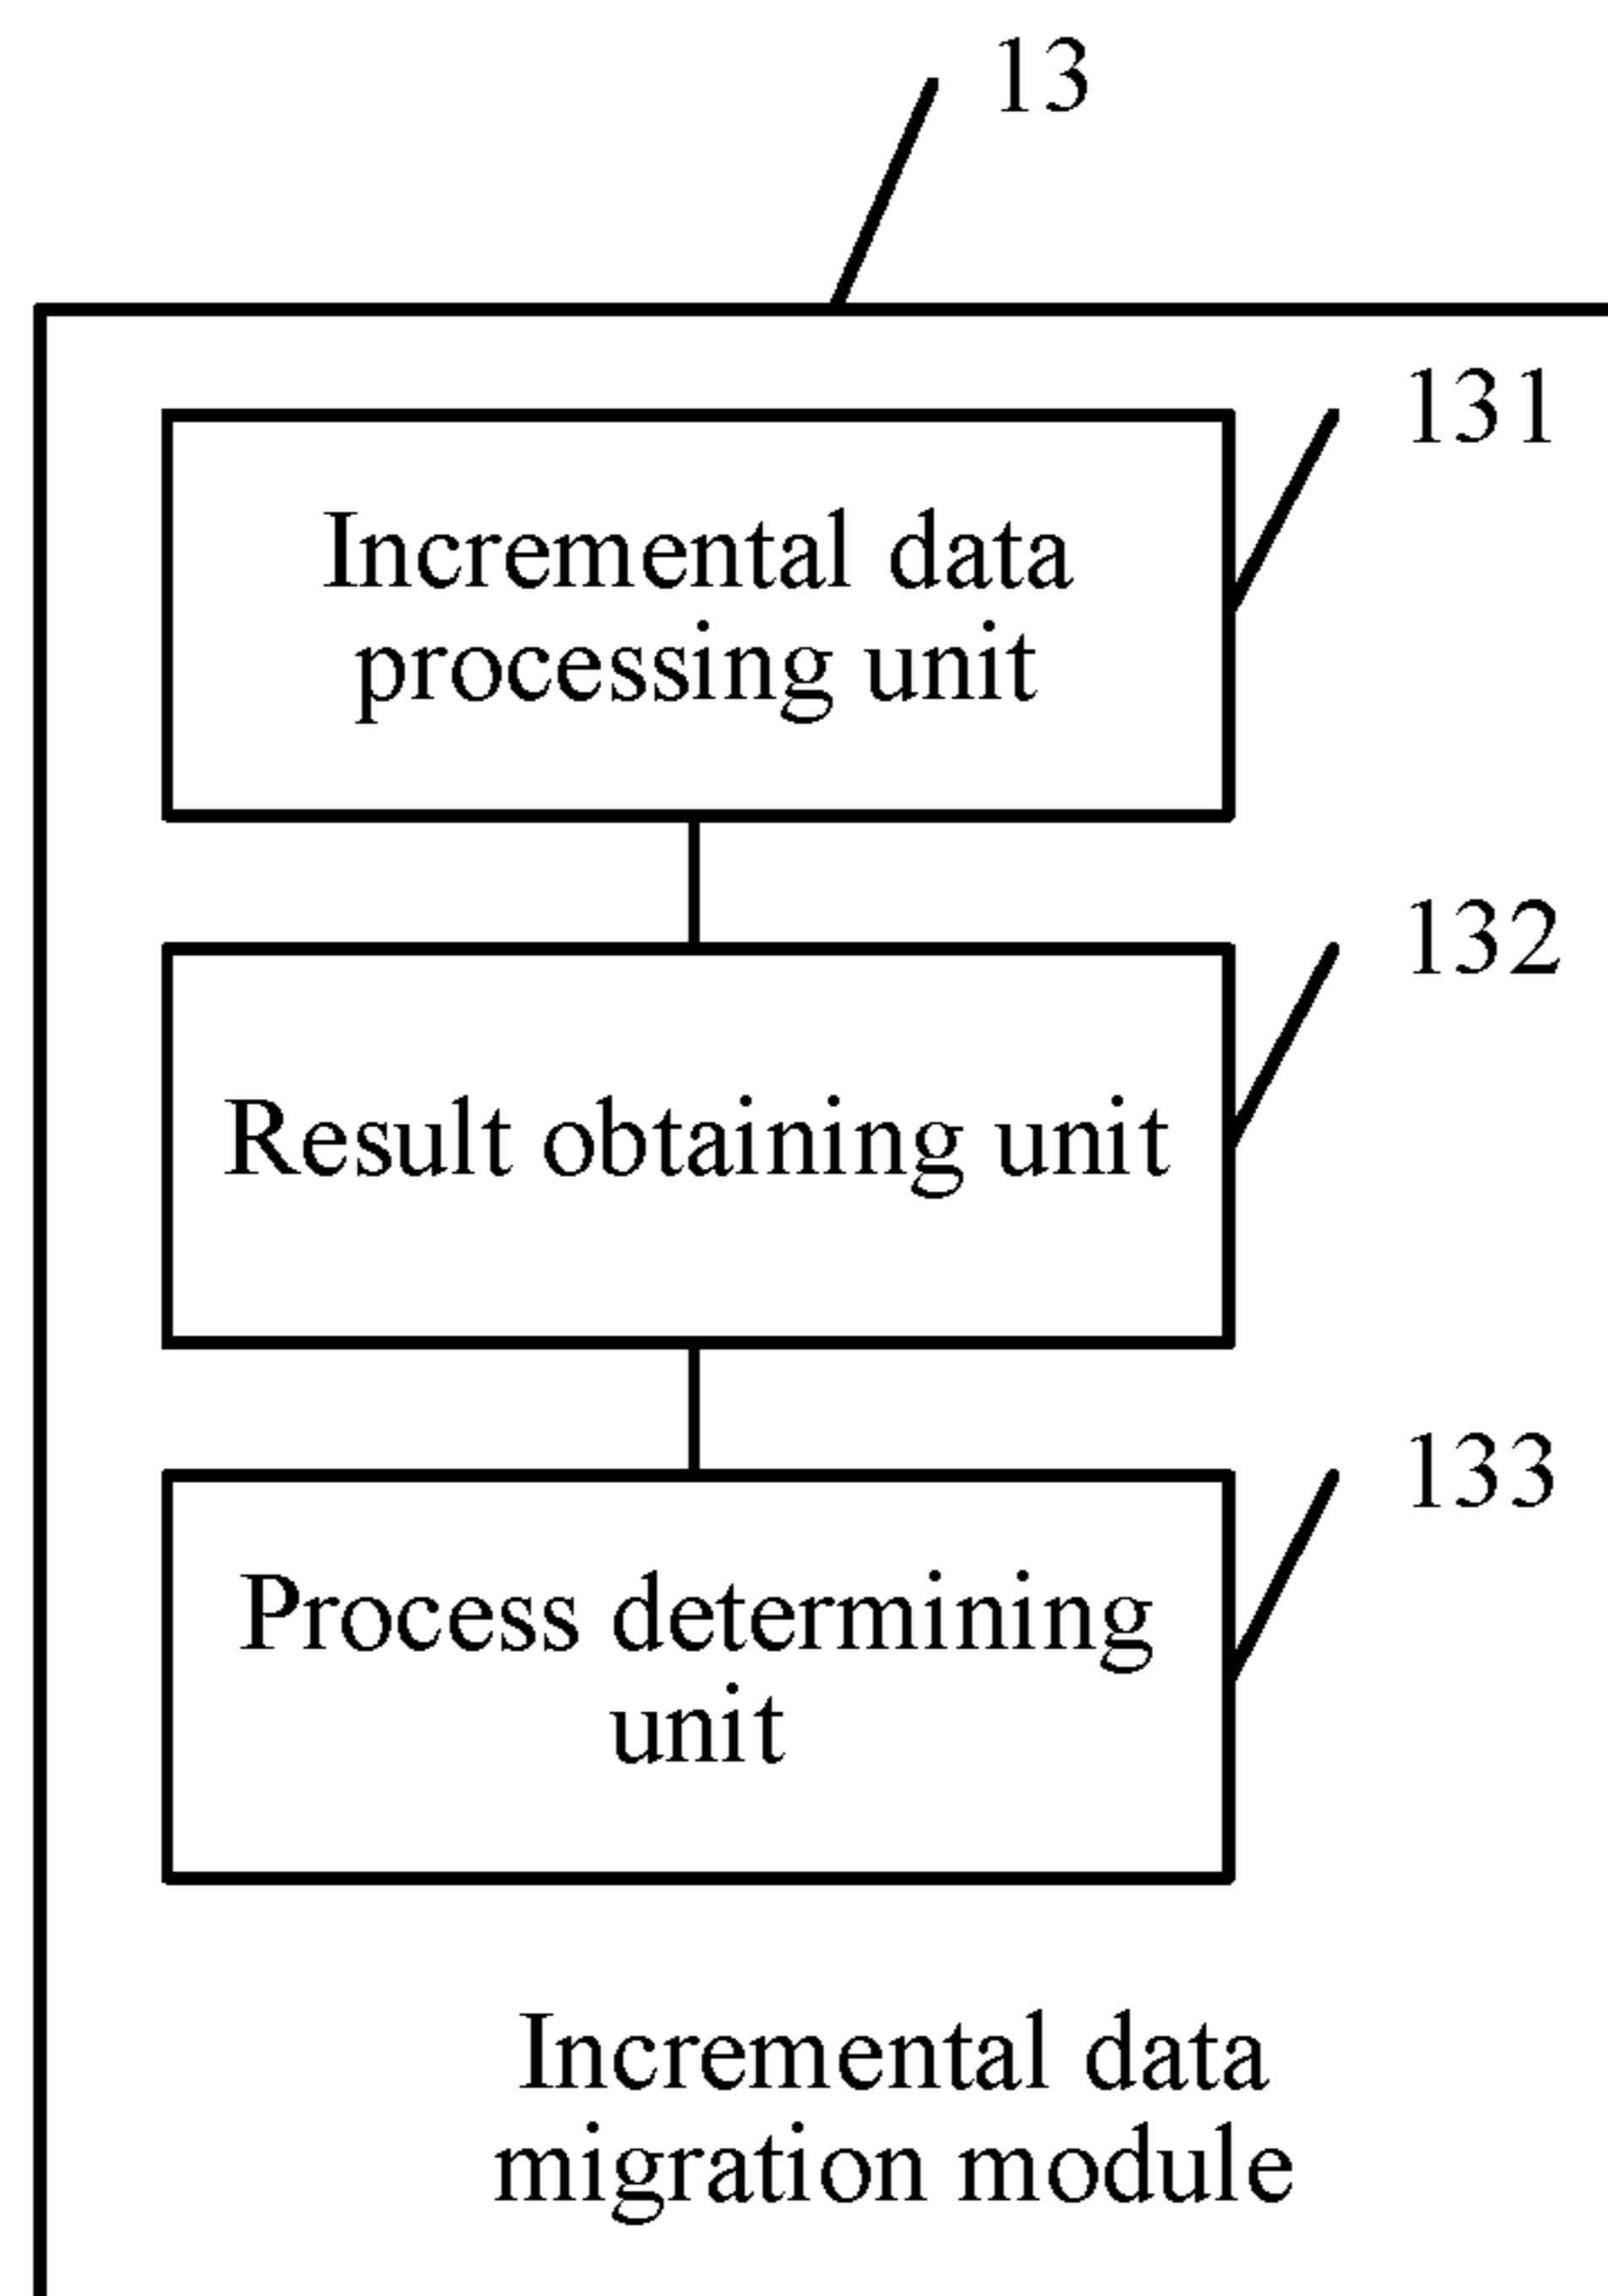 13
131
Incremental data
processing unit
132
Result obtaining unit
133
Process determining
unit
Incremental data
migration module